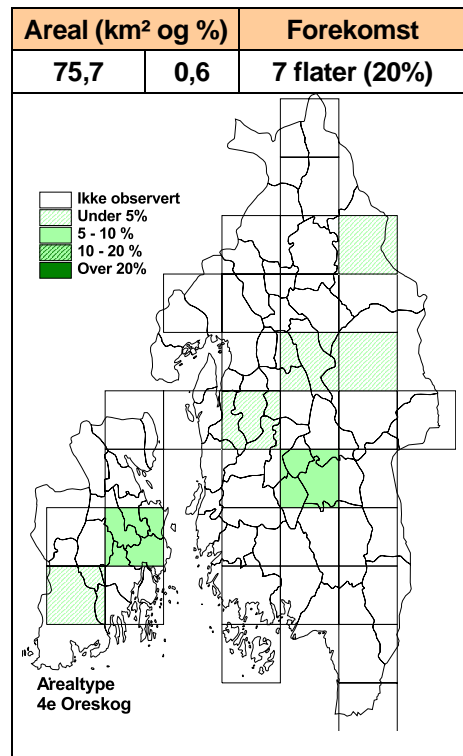 Areal (km² og %) Forekomst
75,7 0,6 7 flater (20%)
Ikke observert
Under 5%
5 - 10 %
10 - 20 %
Over 20%
Arealtype
4e Oreskog